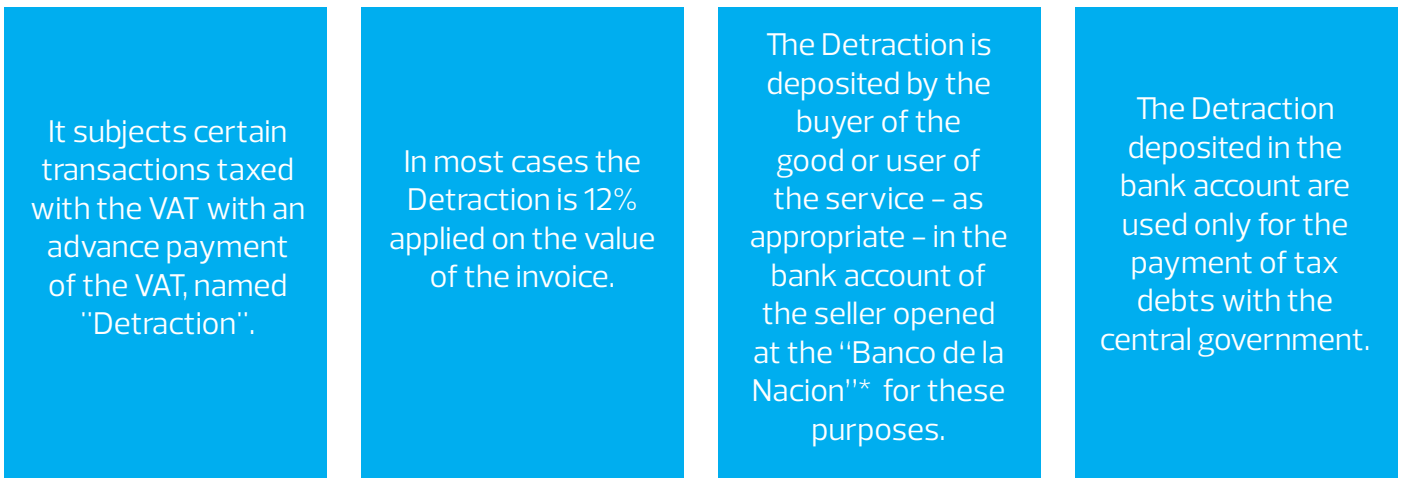 It subjects certain
transactions taxed
with the VAT with an
advance payment
of the VAT, named
"Detraction".
In most cases the
Detraction is 12%
applied on the value
of the invoice.
The Detraction is
deposited by the
buyer of the
good or user of
the service – as
appropriate – in the
bank account of
the seller opened
at the “Banco de la
Nacion”* for these
purposes.
The Detraction
deposited in the
bank account are
used only for the
payment of tax
debts with the
central government.